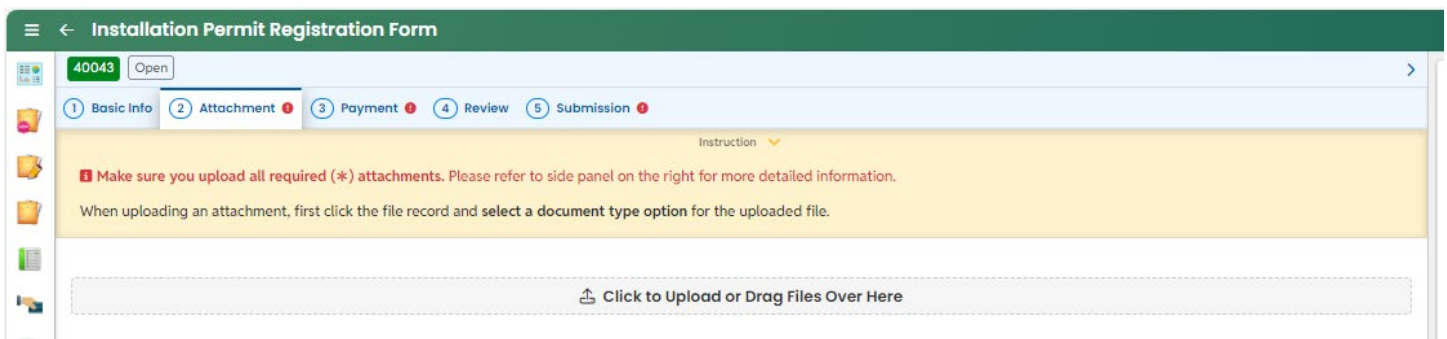 Installation Permit Registration Form
40043 Open
1 Basic Info 2 Attachment 3 Payment 4 Review 5 Submission
Instruction
Make sure you upload all required (*) attachments. Please refer to side panel on the right for more detailed information.
When uploading an attachment, first click the file record and select a document type option for the uploaded file.
Click to Upload or Drag Files Over Here